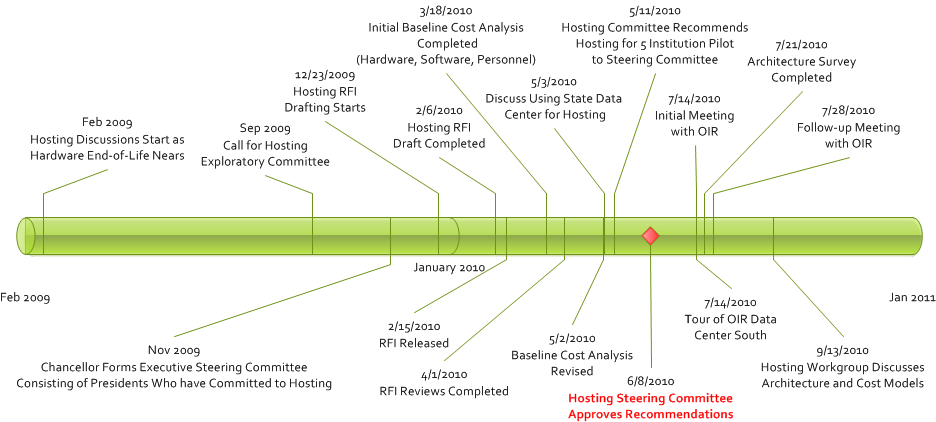 Feb 2009
Hosting Discussions Start as
Hardware End-of-Life Nears
Sep 2009
Call for Hosting
Exploratory Committee
12/23/2009
Hosting RFI
Drafting Starts
3/18/2010
Initial Baseline Cost Analysis
Completed
(Hardware, Software, Personnel)
2/6/2010
Hosting RFI
Draft Completed
5/3/2010
Discuss Using State Data
Center for Hosting
5/11/2010
Hosting Committee Recommends
Hosting for 5 Institution Pilot
to Steering Committee
7/14/2010
Initial Meeting
with OIR
7/21/2010
Architecture Survey
Completed
7/28/2010
Follow-up Meeting
with OIR
January 2010
Feb 2009
Jan 2011
Nov 2009
Chancellor Forms Executive Steering Committee
Consisting of Presidents Who have Committed to Hosting
2/15/2010
RFI Released
4/1/2010
RFI Reviews Completed
5/2/2010
Baseline Cost Analysis
Revised
6/8/2010
Hosting Steering Committee
Approves Recommendations
7/14/2010
Tour of OIR Data
Center South
9/13/2010
Hosting Workgroup Discusses
Architecture and Cost Models